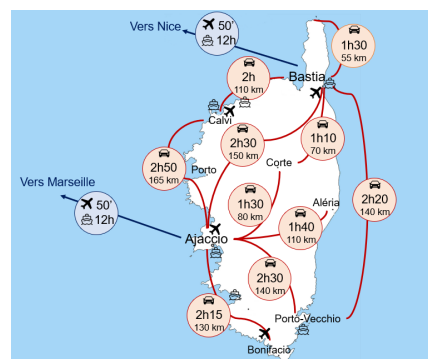 Vers Nice
50’
12h
1h30
55 km
2h
110 km
Bastia
Calvi
2h30
150 km
1h10
70 km
2h50
165 km
Porto
Corte
Vers Marseille
50’
12h
1h30
80 km
Aléria
2h20
140 km
Ajaccio
1h40
110 km
2h30
140 km
2h15
130 km
Porto-Vecchio
Bonifacio